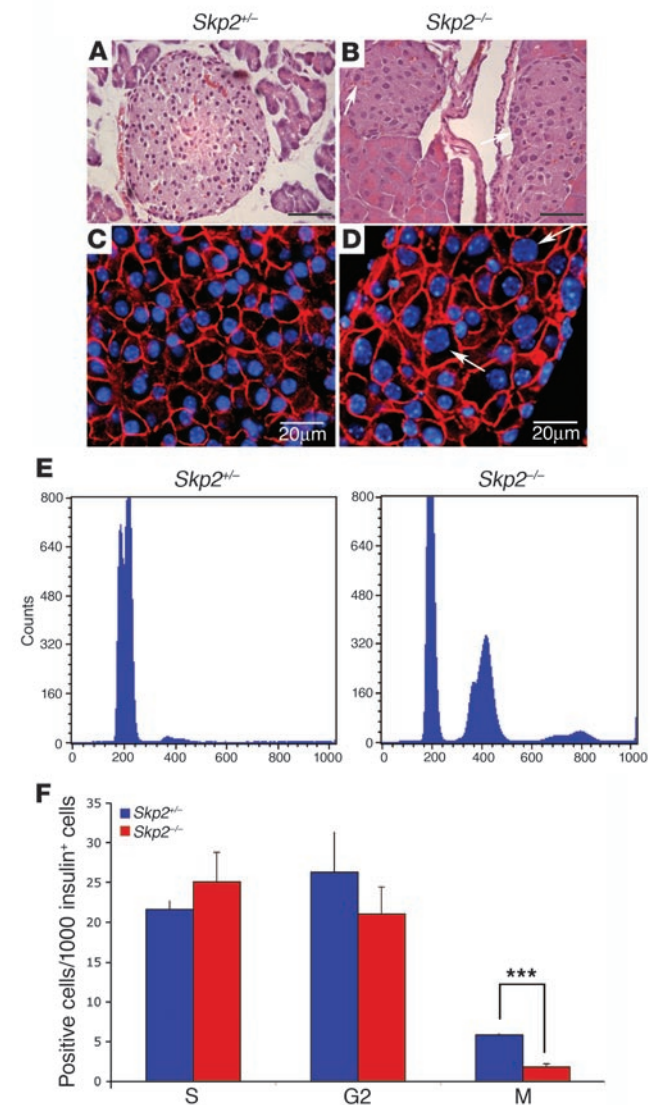 Skp2+/– Skp2–/–
A B
C D
20μm 20μm
E
Skp2+/– Skp2–/–
800 800
640 640
480 480
Counts
320 320
160 160
0 0
0 200 400 600 800 1000 0 200 400 600 800 1000
F
35
Skp2+/–
30
Skp2–/–
25
20
15
10
5
0
Positive cells/1000 insulin+ cells
***
S G2 M